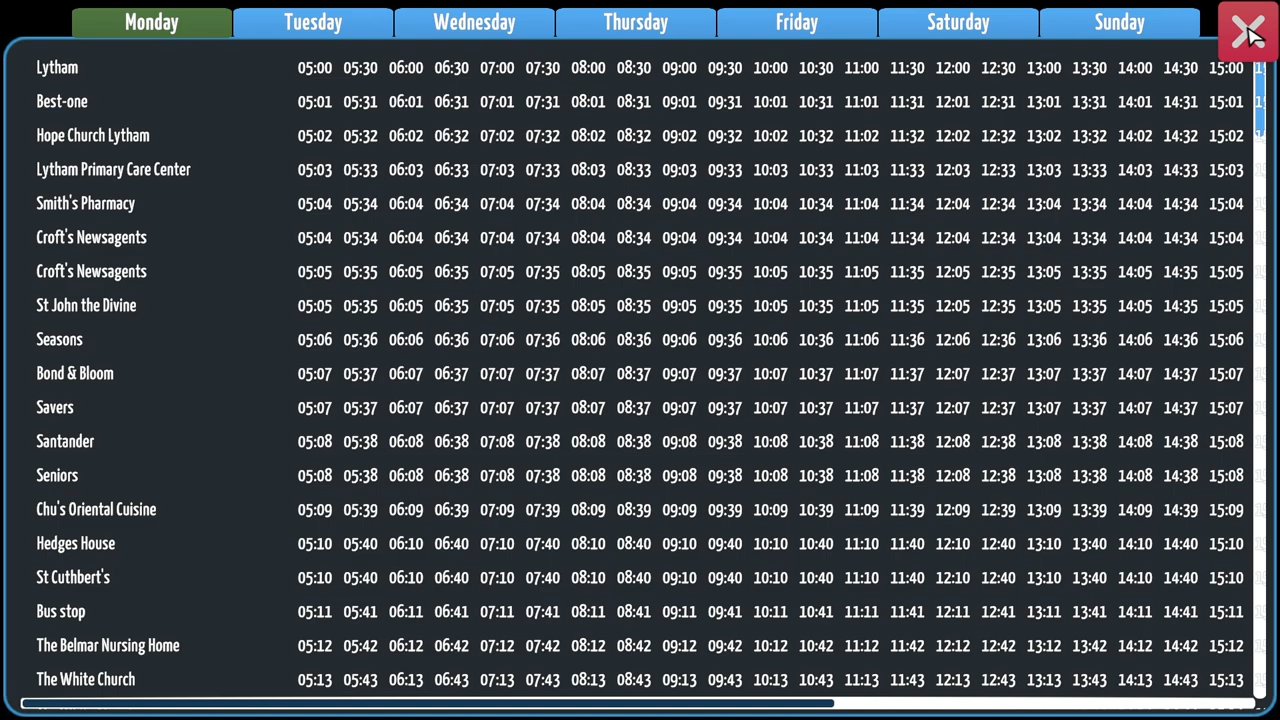 Monday Tuesday Wednesday Thursday Friday Saturday Sunday
Lytham 05:00 05:30 06:00 06:30 07:00 07:30 08:00 08:30 09:00 09:30 10:00 10:30 11:00 11:30 12:00 12:30 13:00 13:30 14:00 14:30 15:00
Best-one 05:01 05:31 06:01 06:31 07:01 07:31 08:01 08:31 09:01 09:31 10:01 10:31 11:01 11:31 12:01 12:31 13:01 13:31 14:01 14:31 15:01
Hope Church Lytham 05:02 05:32 06:02 06:32 07:02 07:32 08:02 08:32 09:02 09:32 10:02 10:32 11:02 11:32 12:02 12:32 13:02 13:32 14:02 14:32 15:02
Lytham Primary Care Center 05:03 05:33 06:03 06:33 07:03 07:33 08:03 08:33 09:03 09:33 10:03 10:33 11:03 11:33 12:03 12:33 13:03 13:33 14:03 14:33 15:03
Smith's Pharmacy 05:04 05:34 06:04 06:34 07:04 07:34 08:04 08:34 09:04 09:34 10:04 10:34 11:04 11:34 12:04 12:34 13:04 13:34 14:04 14:34 15:04
Croft's Newsagents 05:04 05:34 06:04 06:34 07:04 07:34 08:04 08:34 09:04 09:34 10:04 10:34 11:04 11:34 12:04 12:34 13:04 13:34 14:04 14:34 15:04
Croft's Newsagents 05:05 05:35 06:05 06:35 07:05 07:35 08:05 08:35 09:05 09:35 10:05 10:35 11:05 11:35 12:05 12:35 13:05 13:35 14:05 14:35 15:05
St John the Divine 05:05 05:35 06:05 06:35 07:05 07:35 08:05 08:35 09:05 09:35 10:05 10:35 11:05 11:35 12:05 12:35 13:05 13:35 14:05 14:35 15:05
Seasons 05:06 05:36 06:06 06:36 07:06 07:36 08:06 08:36 09:06 09:36 10:06 10:36 11:06 11:36 12:06 12:36 13:06 13:36 14:06 14:36 15:06
Bond & Bloom 05:07 05:37 06:07 06:37 07:07 07:37 08:07 08:37 09:07 09:37 10:07 10:37 11:07 11:37 12:07 12:37 13:07 13:37 14:07 14:37 15:07
Savers 05:07 05:37 06:07 06:37 07:07 07:37 08:07 08:37 09:07 09:37 10:07 10:37 11:07 11:37 12:07 12:37 13:07 13:37 14:07 14:37 15:07
Santander 05:08 05:38 06:08 06:38 07:08 07:38 08:08 08:38 09:08 09:38 10:08 10:38 11:08 11:38 12:08 12:38 13:08 13:38 14:08 14:38 15:08
Seniors 05:08 05:38 06:08 06:38 07:08 07:38 08:08 08:38 09:08 09:38 10:08 10:38 11:08 11:38 12:08 12:38 13:08 13:38 14:08 14:38 15:08
Chu's Oriental Cuisine 05:09 05:39 06:09 06:39 07:09 07:39 08:09 08:39 09:09 09:39 10:09 10:39 11:09 11:39 12:09 12:39 13:09 13:39 14:09 14:39 15:09
Hedges House 05:10 05:40 06:10 06:40 07:10 07:40 08:10 08:40 09:10 09:40 10:10 10:40 11:10 11:40 12:10 12:40 13:10 13:40 14:10 14:40 15:10
St Cuthbert's 05:10 05:40 06:10 06:40 07:10 07:40 08:10 08:40 09:10 09:40 10:10 10:40 11:10 11:40 12:10 12:40 13:10 13:40 14:10 14:40 15:10
Bus stop 05:11 05:41 06:11 06:41 07:11 07:41 08:11 08:41 09:11 09:41 10:11 10:41 11:11 11:41 12:11 12:41 13:11 13:41 14:11 14:41 15:11
The Belmar Nursing Home 05:12 05:42 06:12 06:42 07:12 07:42 08:12 08:42 09:12 09:42 10:12 10:42 11:12 11:42 12:12 12:42 13:12 13:42 14:12 14:42 15:12
The White Church 05:13 05:43 06:13 06:43 07:13 07:43 08:13 08:43 09:13 09:43 10:13 10:43 11:13 11:43 12:13 12:43 13:13 13:43 14:13 14:43 15:13